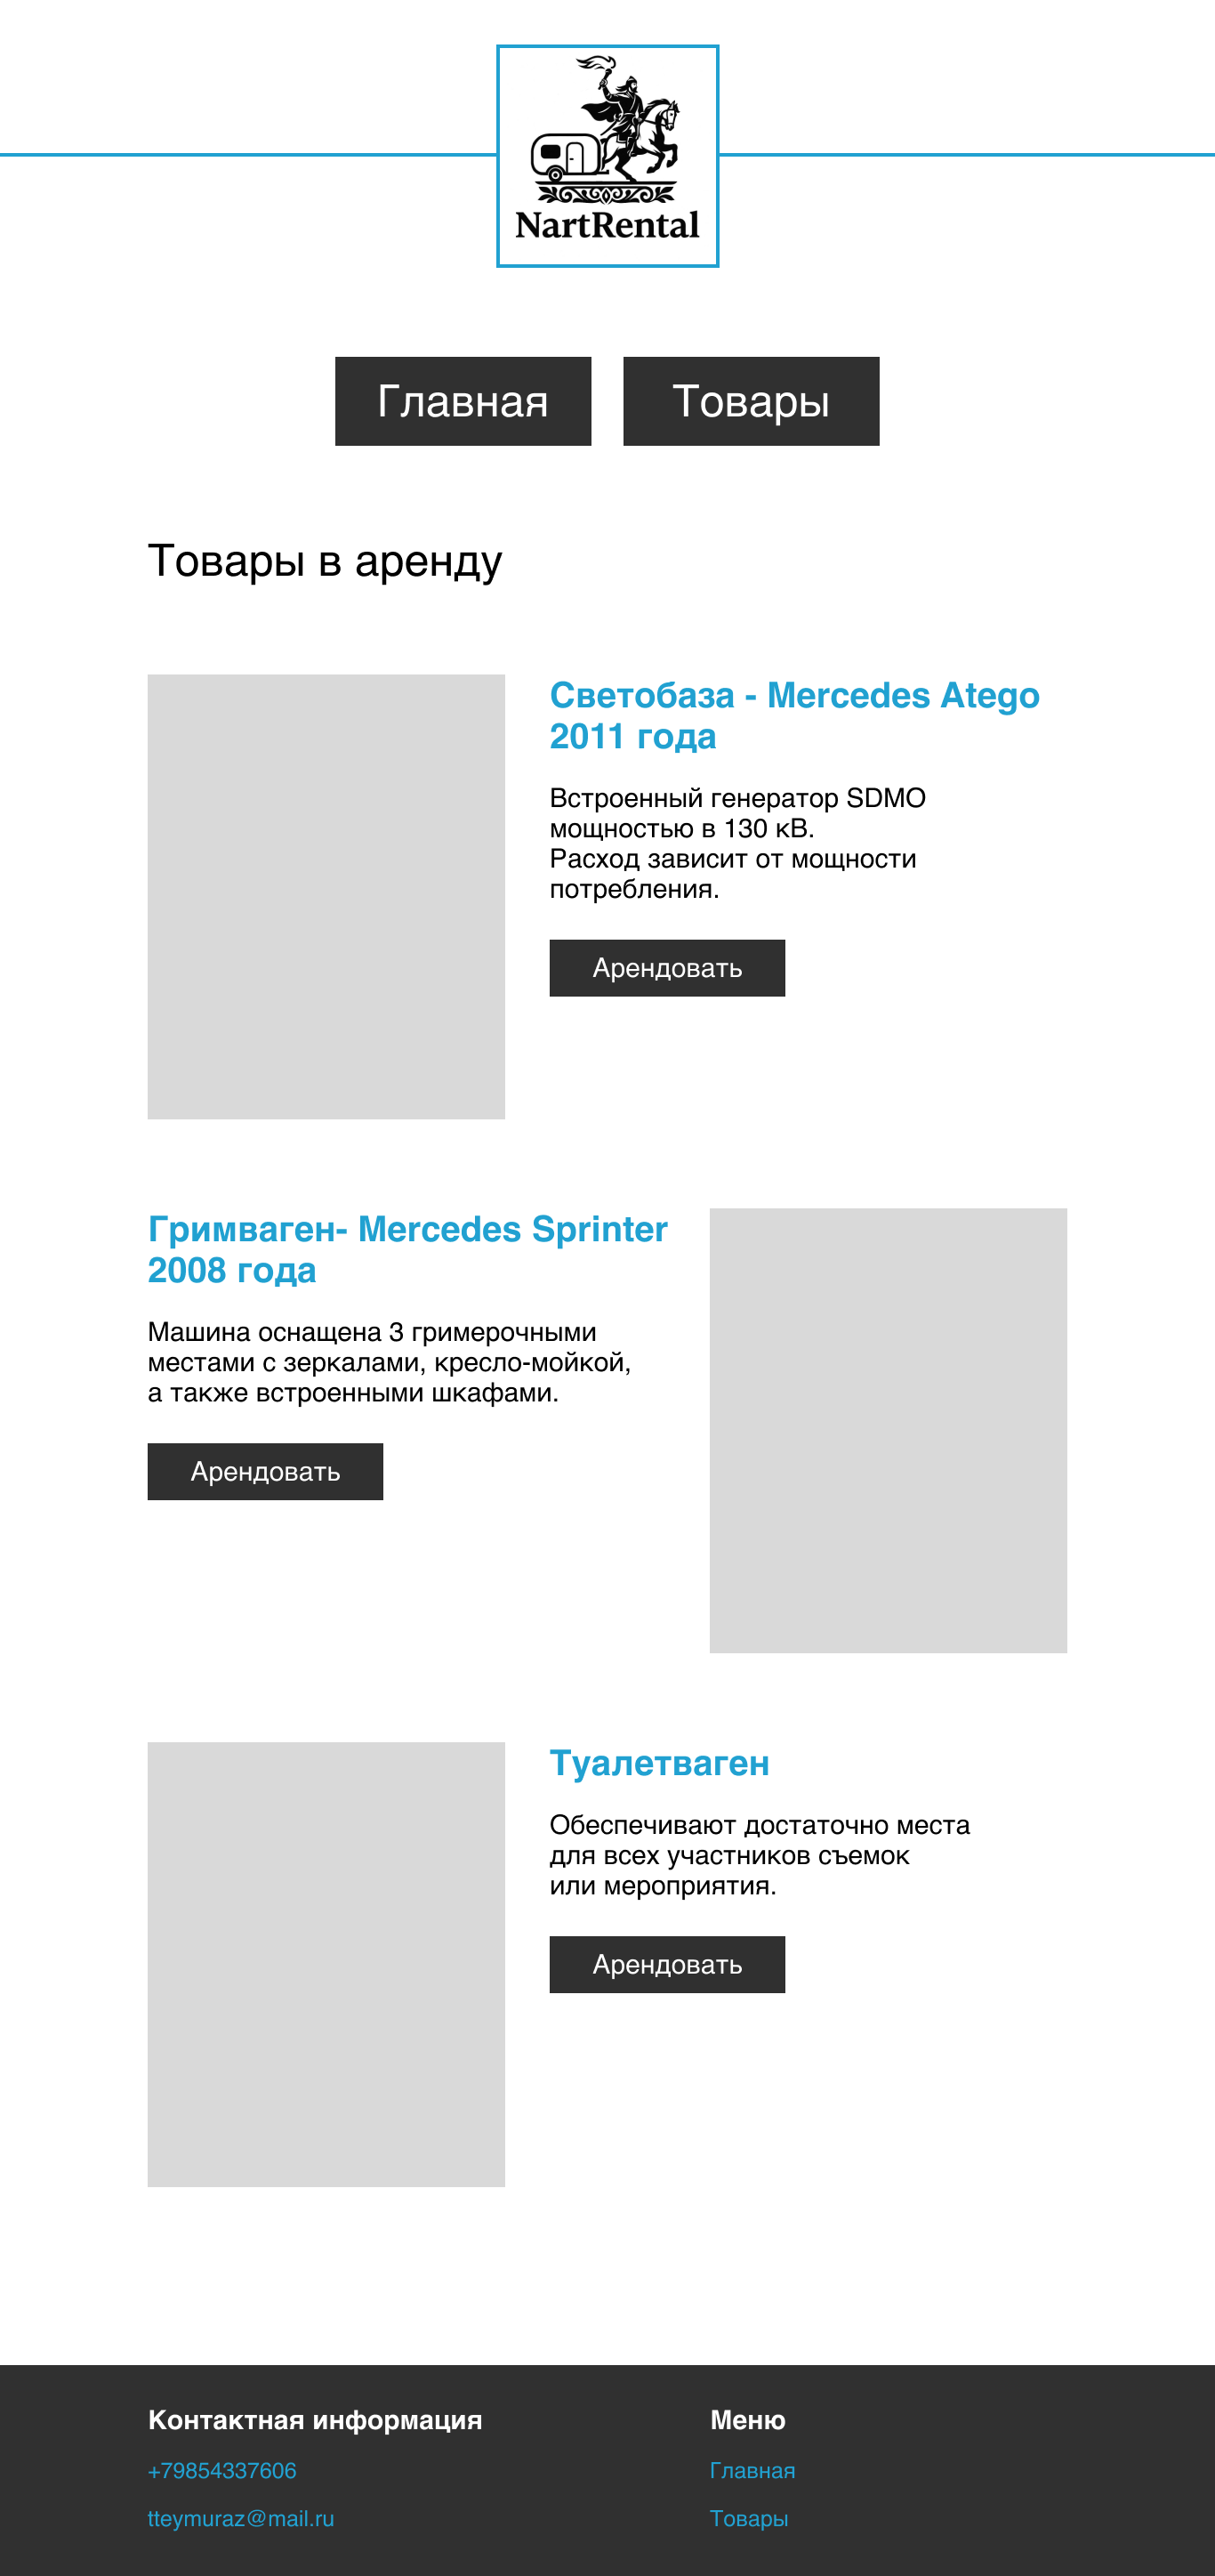 NartRental
Главная
Товары
Товары в аренду
Светобаза - Mercedes Atego
2011 года
Встроенный генератор SDMO
мощностью в 130 кВ.
Расход зависит от мощности
потребления.
Арендовать
Гримваген- Mercedes Sprinter
2008 года
Машина оснащена 3 гримерочными
местами с зеркалами, кресло-мойкой,
а также встроенными шкафами.
Арендовать
Туалетваген
Обеспечивают достаточно места
для всех участников съемок
или мероприятия.
Арендовать
Контактная информация
+79854337606
tteymuraz@mail.ru
Меню
Главная
Товары